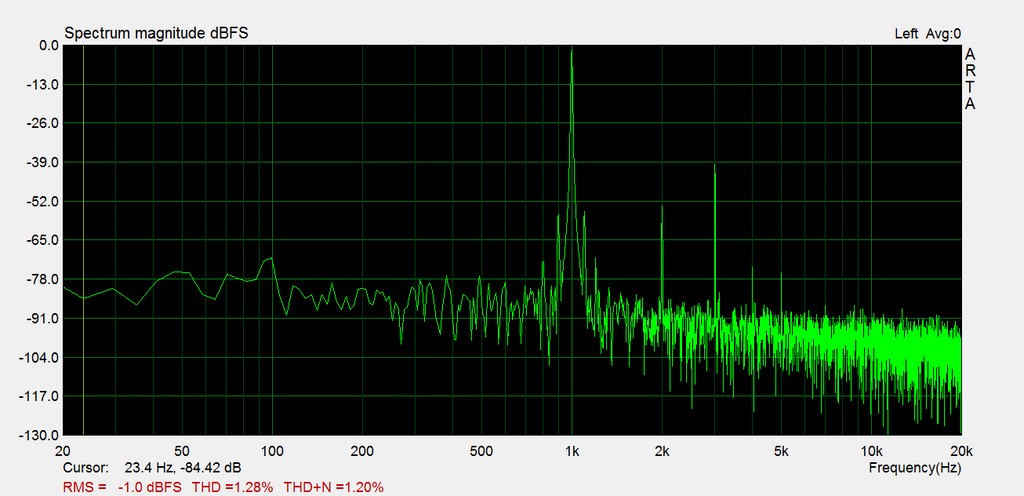 Spectrum magnitude dBFS
Left Avg:0
0.0
-13.0
-26.0
-39.0
-52.0
-65.0
-78.0
-91.0
-104.0
-117.0
-130.0
A
R
T
A
20 50 100 200 500 1k 2k 5k 10k 20k
Cursor: 23.4 Hz, -84.42 dB
Frequency(Hz)
RMS = -1.0 dBFS THD =1.28% THD+N =1.20%